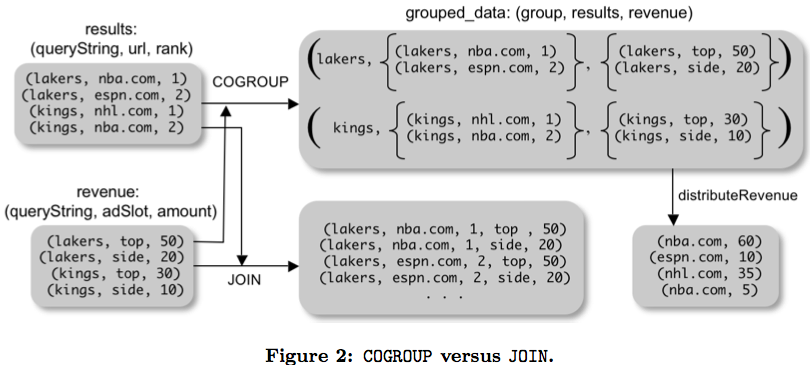 results:
(queryString, url, rank)
(lakers, nba.com, 1)
(lakers, espn.com, 2)
(kings, nhl.com, 1)
(kings, nba.com, 2)
revenue:
(queryString, adSlot, amount)
(lakers, top, 50)
(lakers, side, 20)
(kings, top, 30)
(kings, side, 10)
COGROUP
JOIN
grouped_data: (group, results, revenue)
(lakers, { (lakers, nba.com, 1) }, { (lakers, top, 50) })
(lakers, espn.com, 2) (lakers, side, 20)
( kings, { (kings, nhl.com, 1) }, { (kings, top, 30) } )
(kings, nba.com, 2) (kings, side, 10)
(lakers, nba.com, 1, top , 50)
(lakers, nba.com, 1, side, 20)
(lakers, espn.com, 2, top, 50)
(lakers, espn.com, 2, side, 20)
. . .
distributeRevenue
(nba.com, 60)
(espn.com, 10)
(nhl.com, 35)
(nba.com, 5)
Figure 2: COGROUP versus JOIN.